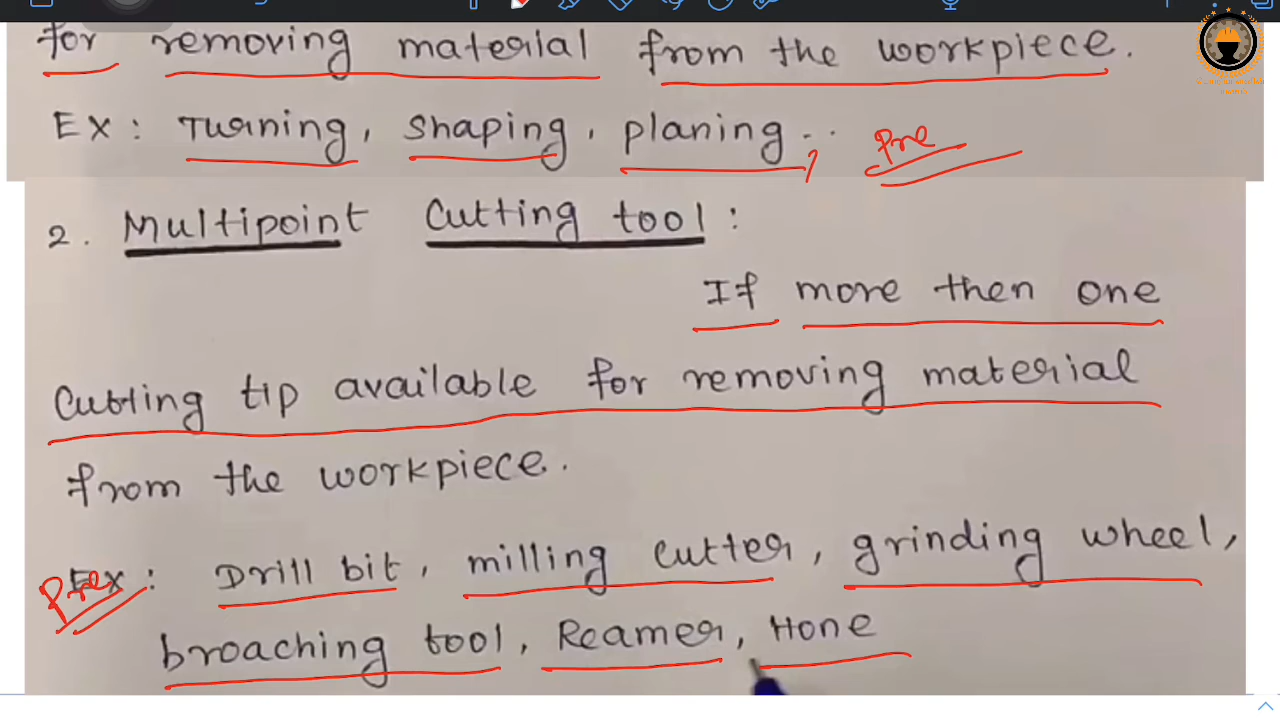 for removing material from the workpiece.
Ex: Turning, shaping, planing.. , Pre
2. Multipoint Cutting tool:
If more then one
Cutting tip available for removing material
from the workpiece.
Ex: Drill bit, milling cutter, grinding wheel,
broaching tool, Reamer, Hone